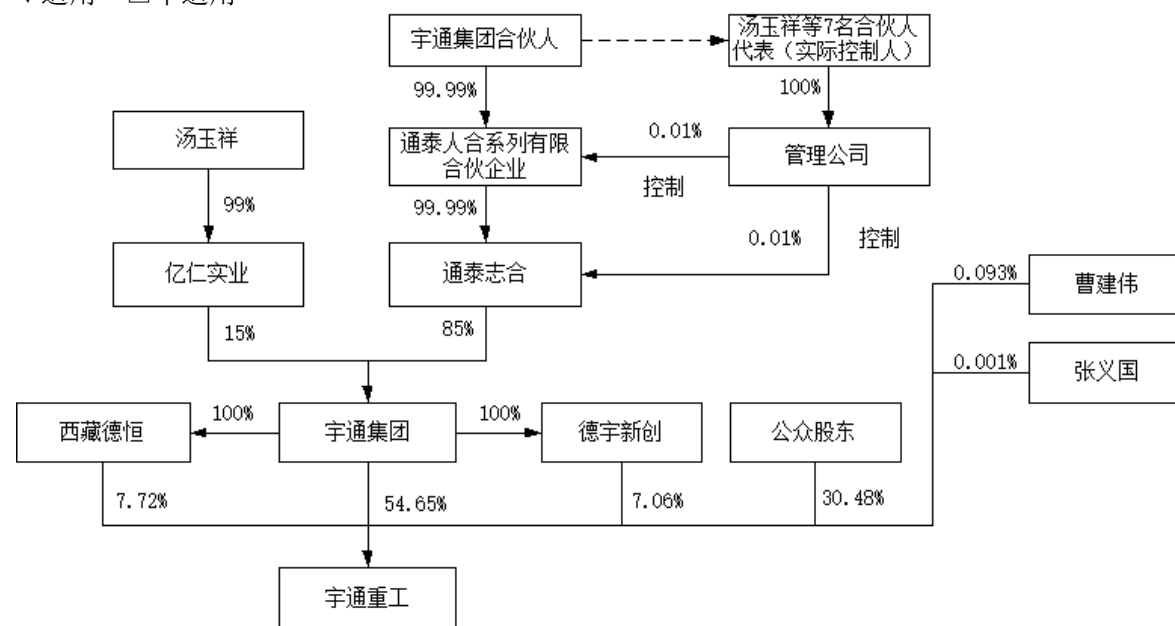 宇通集团合伙人
汤玉祥等7名合伙人
代表（实际控制人）
99.99%
100%
汤玉祥
通泰人合系列有限
合伙企业
0.01%
管理公司
控制
99%
99.99%
0.01%
控制
亿仁实业
通泰志合
0.093%
曹建伟
15%
85%
0.001%
张义国
西藏德恒
100%
宇通集团
100%
德宇新创
公众股东
7.72%
54.65%
7.06%
30.48%
宇通重工